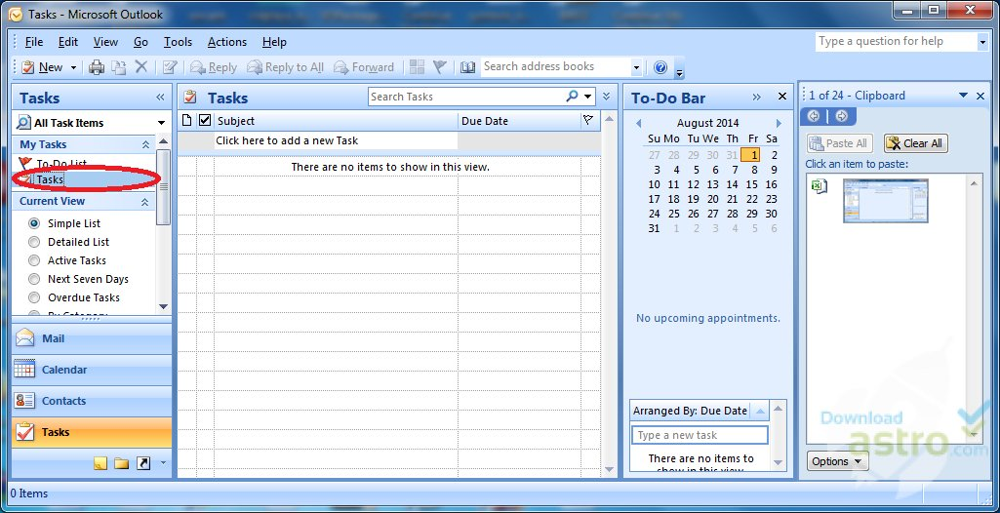 Tasks - Microsoft Outlook
File Edit View Go Tools Actions Help
Type a question for help
New Reply Reply to All Forward Search address books
Tasks «
All Task Items
My Tasks
To-Do List
Tasks
Current View
Simple List
Detailed List
Active Tasks
Next Seven Days
Overdue Tasks
By Category
Mail
Calendar
Contacts
Tasks
0 Items
Tasks
Search Tasks
Subject Due Date
Click here to add a new Task
There are no items to show in this view.
To-Do Bar »
August 2014
Su Mo Tu We Th Fr Sa
27 28 29 30 31 1 2
3 4 5 6 7 8 9
10 11 12 13 14 15 16
17 18 19 20 21 22 23
24 25 26 27 28 29 30
31 1 2 3 4 5 6
No upcoming appointments.
Arranged By: Due Date
Type a new task
There are no items to
show in this view.
1 of 24 - Clipboard
Paste All Clear All
Click an item to paste:
Options
Download
astro.com